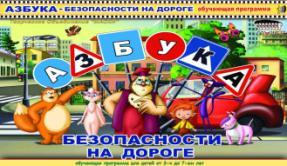 АЗБУКА - БЕЗОПАСНОСТИ НА ДОРОГЕ обучающая программа
АЗБУКА
БЕЗОПАСНОСТИ
НА ДОРОГЕ
обучающая программа для детей от 3-х до 7-ми лет